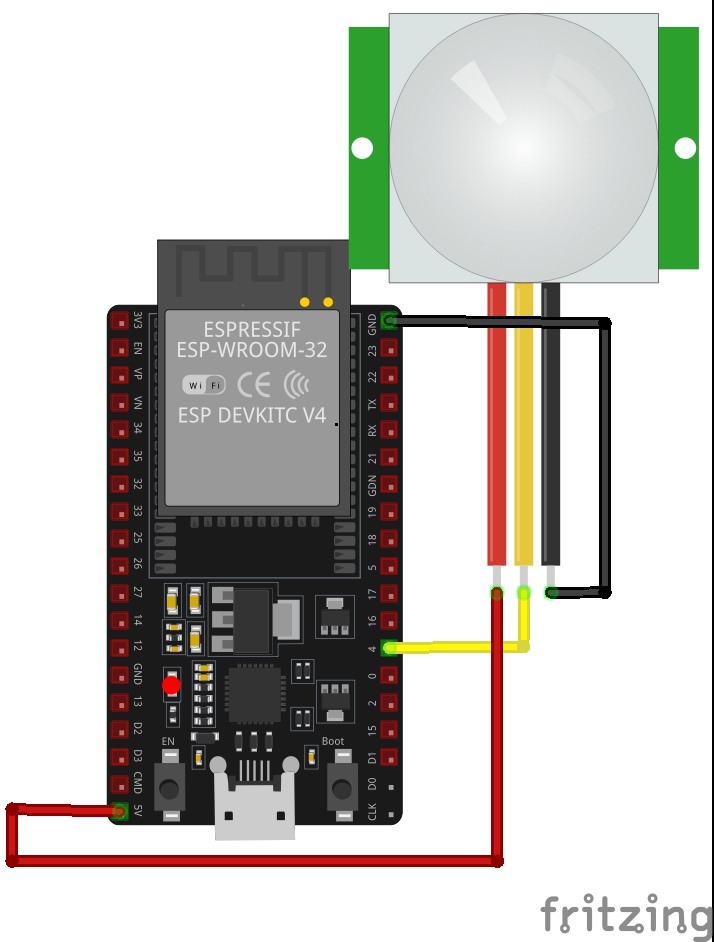 ESPRESSIF
ESP-WROOM-32
Wi Fi
CE
ESP DEVKITC V4
3V3
EN
VP
VN
34
35
32
33
25
26
27
14
12
GND
13
D2
D3
CMD
5V
GND
23
22
TX
RX
21
GDN
19
18
5
17
16
4
0
2
15
D1
D0
CLK
EN
Boot
fritzing